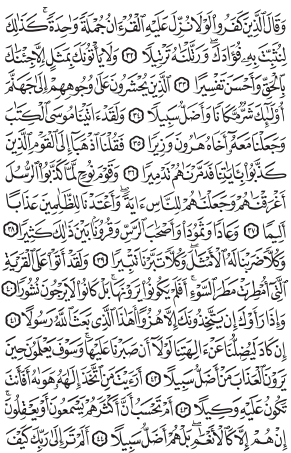 وَقَالَ ٱلَّذِينَ كَفَرُوا۟ لَوْلَا نُزِّلَ عَلَيْهِ ٱلْقُرْءَانُ جُمْلَةً وَٰحِدَةً ۚ كَذَٰلِكَ
لِنُثَبِّتَ بِهِۦ فُؤَادَكَ ۖ وَرَتَّلْنَٰهُ تَرْتِيلًا ٣٢ وَلَا يَأْتُونَكَ بِمَثَلٍ إِلَّا جِئْنَٰكَ
بِٱلْحَقِّ وَأَحْسَنَ تَفْسِيرًا ٣٣ ٱلَّذِينَ يُحْشَرُونَ عَلَىٰ وُجُوهِهِمْ إِلَىٰ جَهَنَّمَ
أُو۟لَٰٓئِكَ شَرٌّ مَّكَانًا وَأَضَلُّ سَبِيلًا ٣٤ وَلَقَدْ ءَاتَيْنَا مُوسَى ٱلْكِتَٰبَ
وَجَعَلْنَا مَعَهُۥٓ أَخَاهُ هَٰرُونَ وَزِيرًا ٣٥ فَقُلْنَا ٱذْهَبَآ إِلَى ٱلْقَوْمِ ٱلَّذِينَ
كَذَّبُوا۟ بِـَٔايَٰتِنَا فَدَمَّرْنَٰهُمْ تَدْمِيرًا ٣٦ وَقَوْمَ نُوحٍ لَّمَّا كَذَّبُوا۟ ٱلرُّسُلَ
أَغْرَقْنَٰهُمْ وَجَعَلْنَٰهُمْ لِلنَّاسِ ءَايَةً ۖ وَأَعْتَدْنَا لِلظَّٰلِمِينَ عَذَابًا
أَلِيمًا ٣٧ وَعَادًا وَثَمُودَا۟ وَأَصْحَٰبَ ٱلرَّسِّ وَقُرُونًۢا بَيْنَ ذَٰلِكَ كَثِيرًا ٣٨
وَكُلًّا ضَرَبْنَا لَهُ ٱلْأَمْثَٰلَ ۖ وَكُلًّا تَبَّرْنَا تَتْبِيرًا ٣٩ وَلَقَدْ أَتَوْا۟ عَلَى ٱلْقَرْيَةِ
ٱلَّتِىٓ أُمْطِرَتْ مَطَرَ ٱلسَّوْءِ ۚ أَفَلَمْ يَكُونُوا۟ يَرَوْنَهَا ۚ بَلْ كَانُوا۟ لَا يَرْجُونَ نُشُورًا ٤٠
وَإِذَا رَأَوْكَ إِن يَتَّخِذُونَكَ إِلَّا هُزُوًا أَهَٰذَا ٱلَّذِى بَعَثَ ٱللَّهُ رَسُولًا ٤١
إِن كَادَ لَيُضِلُّنَا عَنْ ءَالِهَتِنَا لَوْلَآ أَن صَبَرْنَا عَلَيْهَا ۚ وَسَوْفَ يَعْلَمُونَ حِينَ
يَرَوْنَ ٱلْعَذَابَ مَنْ أَضَلُّ سَبِيلًا ٤٢ أَرَءَيْتَ مَنِ ٱتَّخَذَ إِلَٰهَهُۥ هَوَىٰهُ أَفَأَنتَ
تَكُونُ عَلَيْهِ وَكِيلًا ٤٣ أَمْ تَحْسَبُ أَنَّ أَكْثَرَهُمْ يَسْمَعُونَ أَوْ يَعْقِلُونَ ۚ
إِنْ هُمْ إِلَّا كَٱلْأَنْعَٰمِ ۖ بَلْ هُمْ أَضَلُّ سَبِيلًا ٤٤ أَلَمْ تَرَ إِلَىٰ رَبِّكَ كَيْفَ